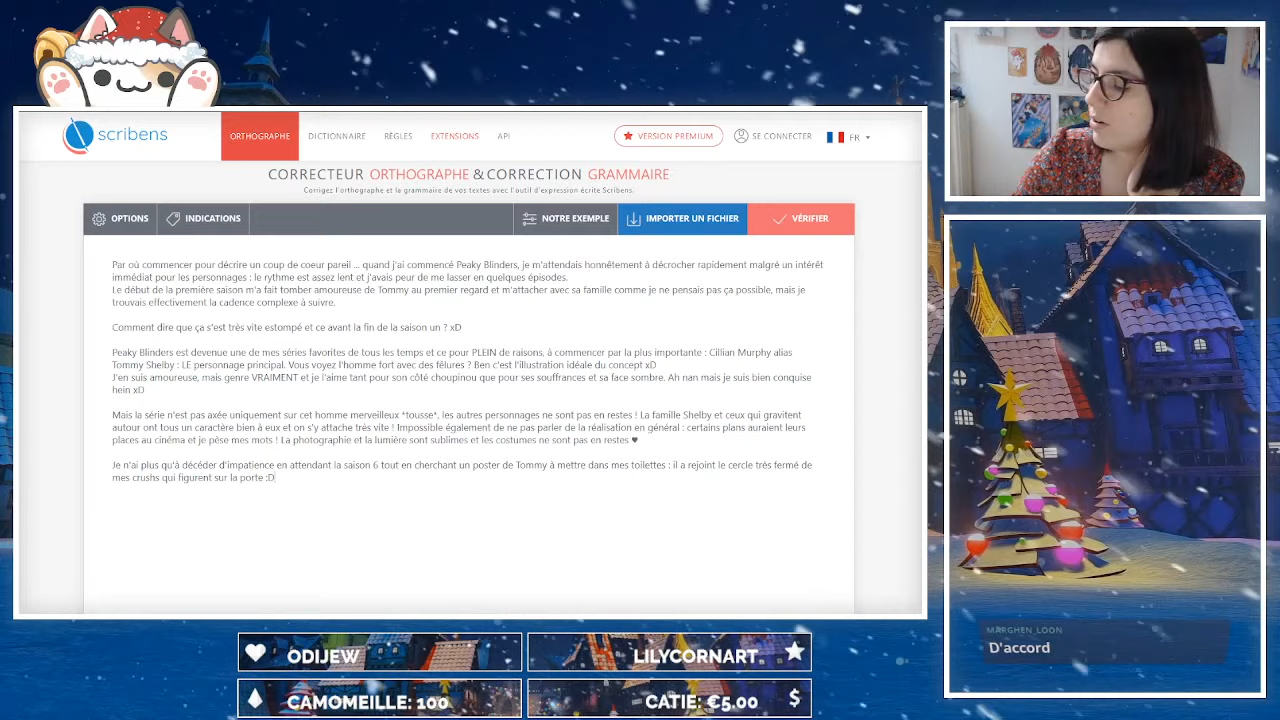 scribens
ORTHOGRAPHE
DICTIONNAIRE
RÈGLES
EXTENSIONS
API
VERSION PREMIUM
SE CONNECTER
FR
CORRECTEUR ORTHOGRAPHE & CORRECTION GRAMMAIRE
Corrigez l'orthographe et la grammaire de vos textes avec l'outil d'expression écrite Scribens.
OPTIONS
INDICATIONS
NOTRE EXEMPLE
IMPORTER UN FICHIER
VÉRIFIER
Par où commencer pour décrire un coup de coeur pareil ... quand j'ai commencé Peaky Blinders, je m'attendais honnêtement à décrocher rapidement malgré un intérêt
immédiat pour les personnages : le rythme est assez lent et j'avais peur de me lasser en quelques épisodes.
Le début de la première saison m'a fait tomber amoureuse de Tommy au premier regard et m'attacher avec sa famille comme je ne pensais pas ça possible, mais je
trouvais effectivement la cadence complexe à suivre.
Comment dire que ça s'est très vite estompé et ce avant la fin de la saison un ? xD
Peaky Blinders est devenue une de mes séries favorites de tous les temps et ce pour PLEIN de raisons, à commencer par la plus importante : Cillian Murphy alias
Tommy Shelby : LE personnage principal. Vous voyez l'homme fort avec des fêlures ? Ben c'est l'illustration idéale du concept xD
J'en suis amoureuse, mais genre VRAIMENT et je l'aime tant pour son côté choupinou que pour ses souffrances et sa face sombre. Ah nan mais je suis bien conquise
hein xD
Mais la série n'est pas axée uniquement sur cet homme merveilleux *tousse*, les autres personnages ne sont pas en restes ! La famille Shelby et ceux qui gravitent
autour ont tous un caractère bien à eux et on s'y attache très vite ! Impossible également de ne pas parler de la réalisation en général : certains plans auraient leurs
places au cinéma et je pèse mes mots ! La photographie et la lumière sont sublimes et les costumes ne sont pas en restes ♥
Je n'ai plus qu'à décéder d'impatience en attendant la saison 6 tout en cherchant un poster de Tommy à mettre dans mes toilettes : il a rejoint le cercle très fermé de
mes crushs qui figurent sur la porte :D
MARGHEN_LOON
D'accord
ODIJEW
LILYCORNART
CAMOMEILLE: 100
CATIE: €5.00